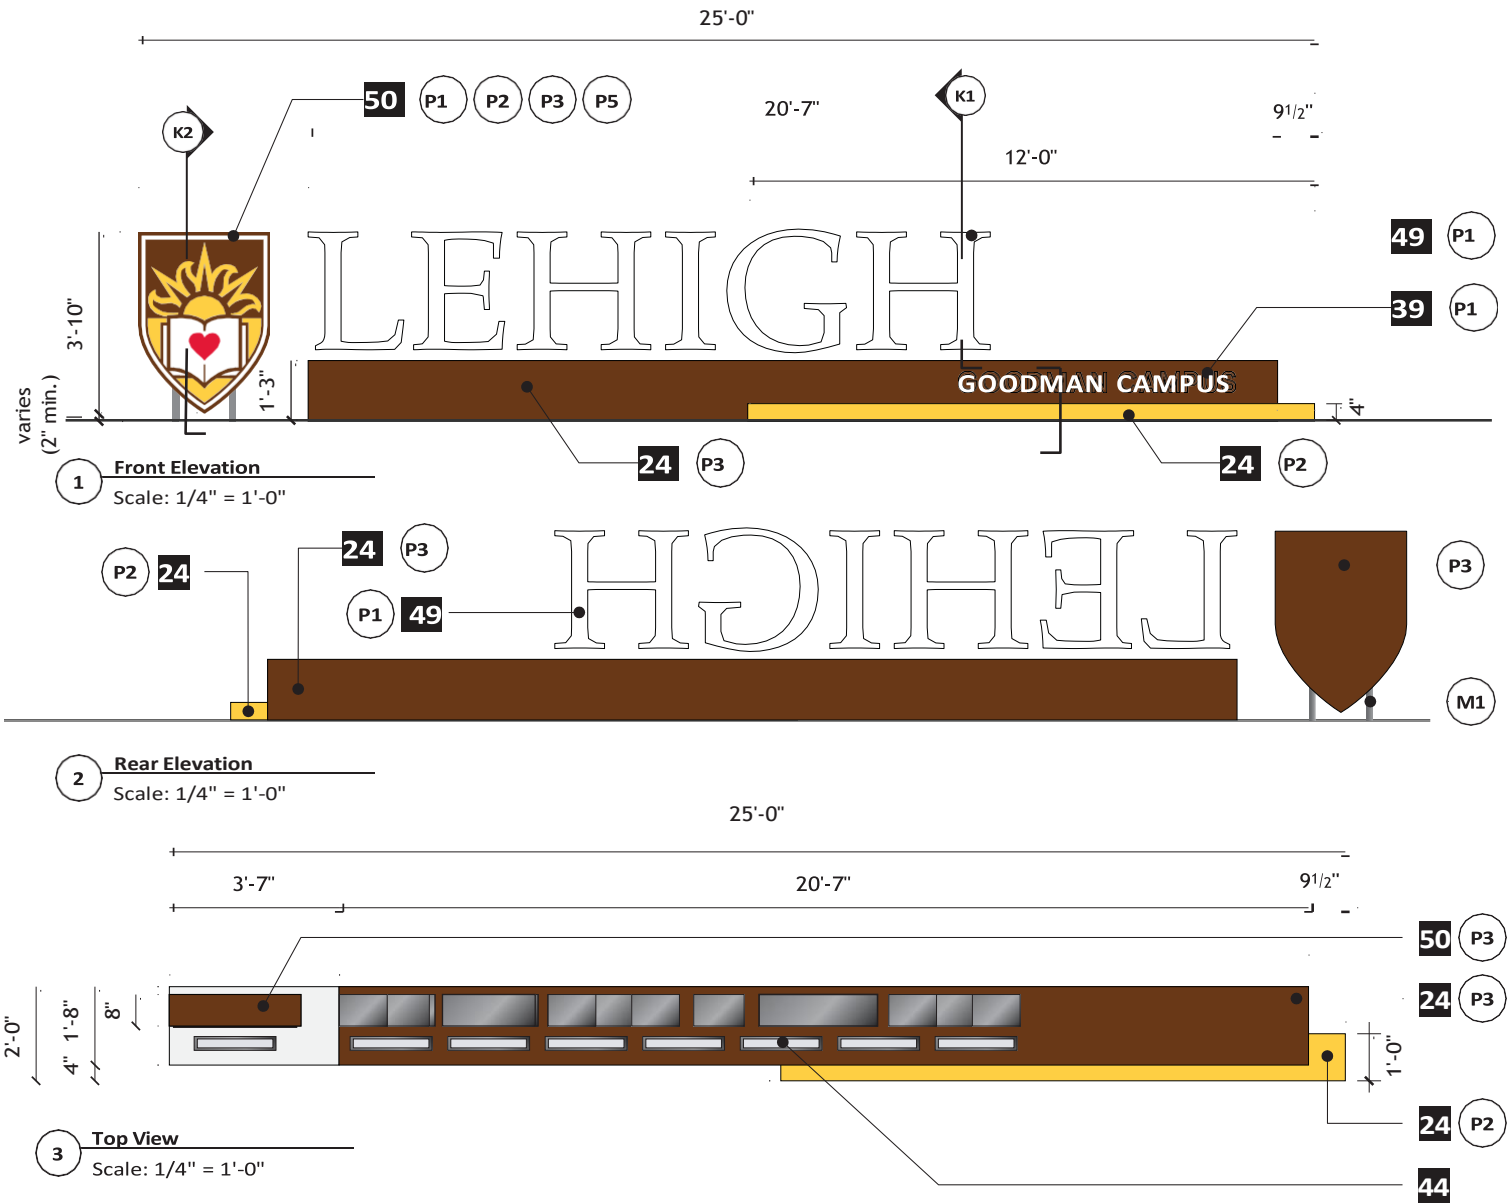 25'-0"
50 P1 P2 P3 P5
20'-7"
K1
9 1/2"
K2
12'-0"
LEHIGH
49 P1
39 P1
3'-10"
1'-3"
GOODMAN CAMPUS
4"
varies
(2" min.)
24 P3
24 P2
1 Front Elevation
Scale: 1/4" = 1'-0"
24 P3
P2 24
P1 49
LEHIGH
P3
M1
2 Rear Elevation
Scale: 1/4" = 1'-0"
25'-0"
3'-7"
20'-7"
9 1/2"
50 P3
24 P3
2'-0"
1'-8"
8"
4"
1'-0"
24 P2
3 Top View
Scale: 1/4" = 1'-0"
44